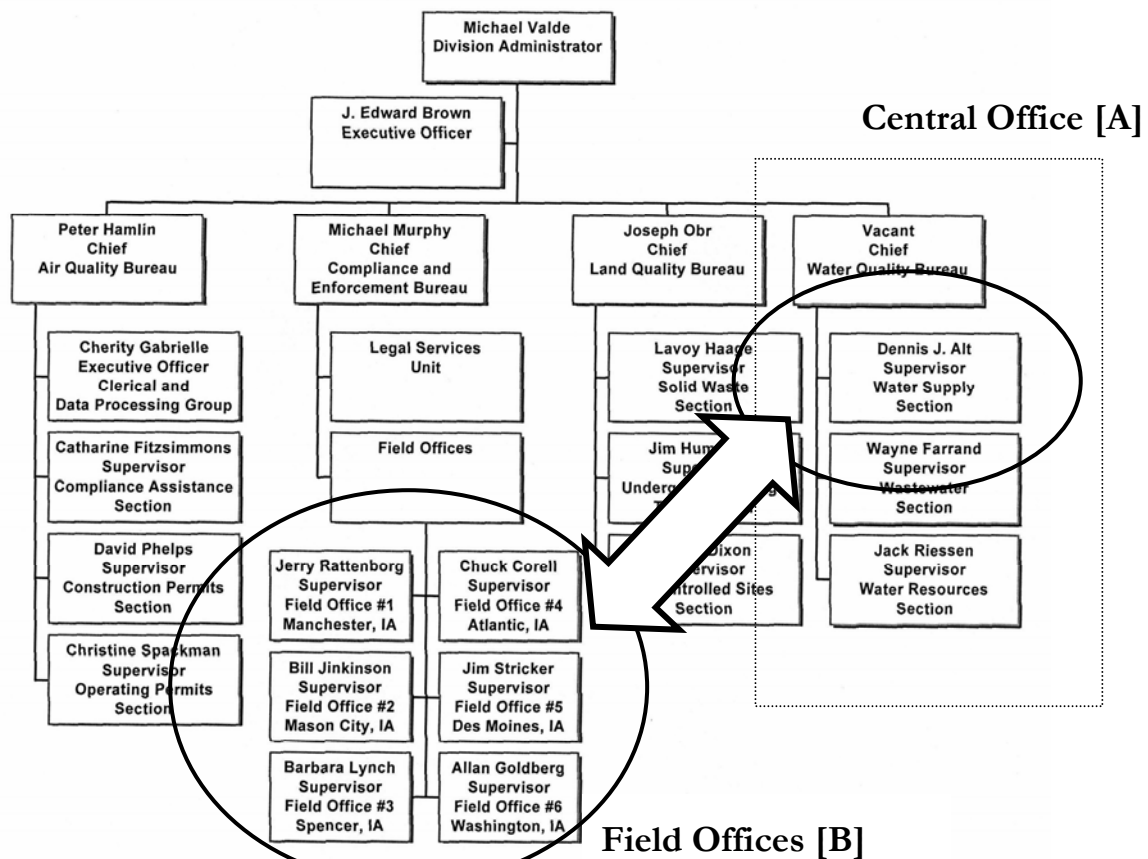 Michael Valde
Division Administrator
J. Edward Brown
Executive Officer
Central Office [A]
Peter Hamlin
Chief
Air Quality Bureau
Michael Murphy
Chief
Compliance and
Enforcement Bureau
Joseph Obr
Chief
Land Quality Bureau
Vacant
Chief
Water Quality Bureau
Cherity Gabrielle
Executive Officer
Clerical and
Data Processing Group
Catharine Fitzsimmons
Supervisor
Compliance Assistance
Section
David Phelps
Supervisor
Construction Permits
Section
Christine Spackman
Supervisor
Operating Permits
Section
Legal Services
Unit
Field Offices
Jerry Rattenborg
Supervisor
Field Office #1
Manchester, IA
Bill Jinkinson
Supervisor
Field Office #2
Mason City, IA
Barbara Lynch
Supervisor
Field Office #3
Spencer, IA
Chuck Corell
Supervisor
Field Office #4
Atlantic, IA
Jim Stricker
Supervisor
Field Office #5
Des Moines, IA
Allan Goldberg
Supervisor
Field Office #6
Washington, IA
Lavoy Haage
Supervisor
Solid Waste
Section
Jim
Dixon
Sites
Section
Dennis J. Alt
Supervisor
Water Supply
Section
Wayne Farrand
Supervisor
Wastewater
Section
Jack Riessen
Supervisor
Water Resources
Section
Field Offices [B]